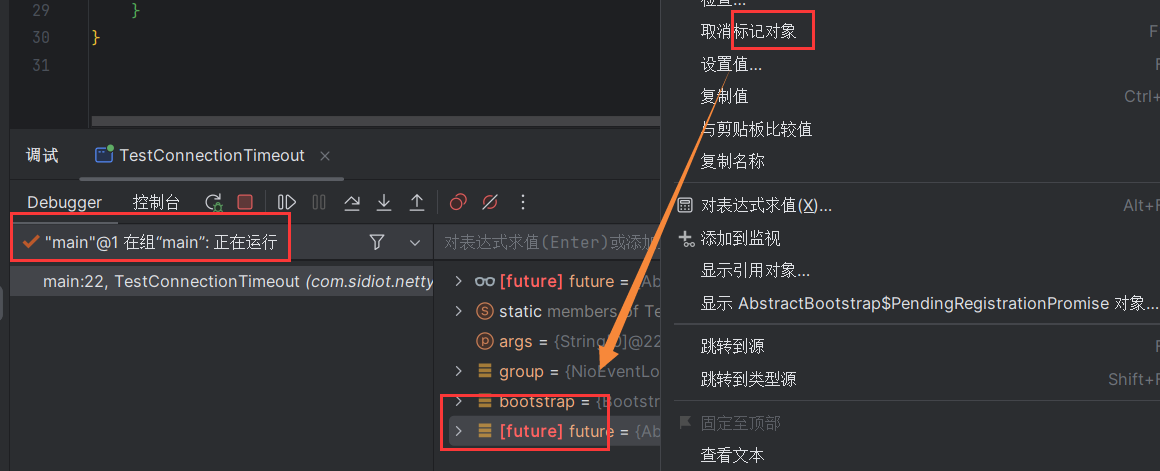 29
}
30
}
31
调试
TestConnectionTimeout
Debugger
控制台
"main"@1 在组“main”: 正在运行
对表达式求值(Enter)或添加
main:22, TestConnectionTimeout (com.sidiot.netty
[future] future = {Ab
static members of Te
args = {String[0]@22
group = {NioEventLo
bootstrap = {Bootstr
[future] future = {Ab
检查...
取消标记对象
F
设置值...
F
复制值
Ctrl+
与剪贴板比较值
复制名称
对表达式求值(X)...
Alt+F
添加到监视
显示引用对象...
显示 AbstractBootstrap$PendingRegistrationPromise 对象...
跳转到源
F
跳转到类型源
Shift+F
固定至顶部
查看文本